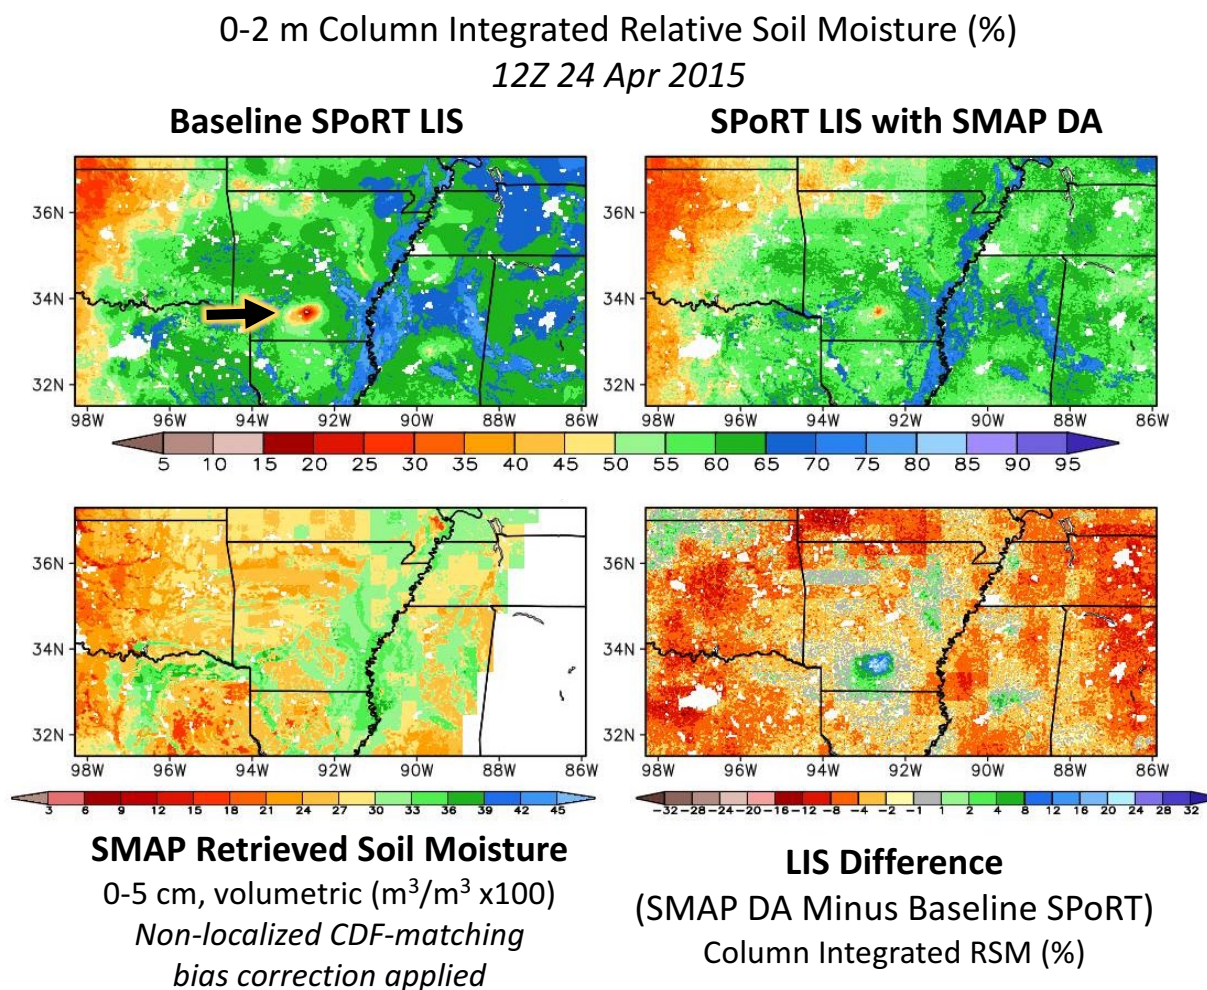 0-2 m Column Integrated Relative Soil Moisture (%)
12Z 24 Apr 2015
Baseline SPoRT LIS
SPoRT LIS with SMAP DA
36N
34N
32N
98W 96W 94W 92W 90W 88W 86W
36N
34N
32N
98W 96W 94W 92W 90W 88W 86W
5 10 15 20 25 30 35 40 45 50 55 60 65 70 75 80 85 90 95
36N
34N
32N
98W 96W 94W 92W 90W 88W 86W
36N
34N
32N
98W 96W 94W 92W 90W 88W 86W
3 6 9 12 15 18 21 24 27 30 33 36 39 42 45
-32 -28 -24 -20 -16 -12 -8 -4 -2 -1 1 2 4 8 12 16 20 24 28 32
SMAP Retrieved Soil Moisture
0-5 cm, volumetric (m³/m³ x100)
Non-localized CDF-matching
bias correction applied
LIS Difference
(SMAP DA Minus Baseline SPoRT)
Column Integrated RSM (%)